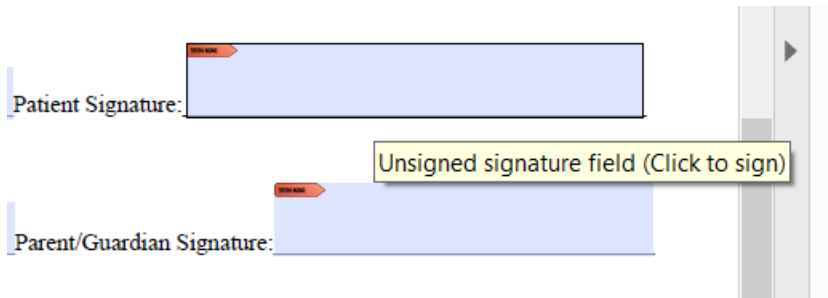 Patient Signature:
Unsigned signature field (Click to sign)
Parent/Guardian Signature: